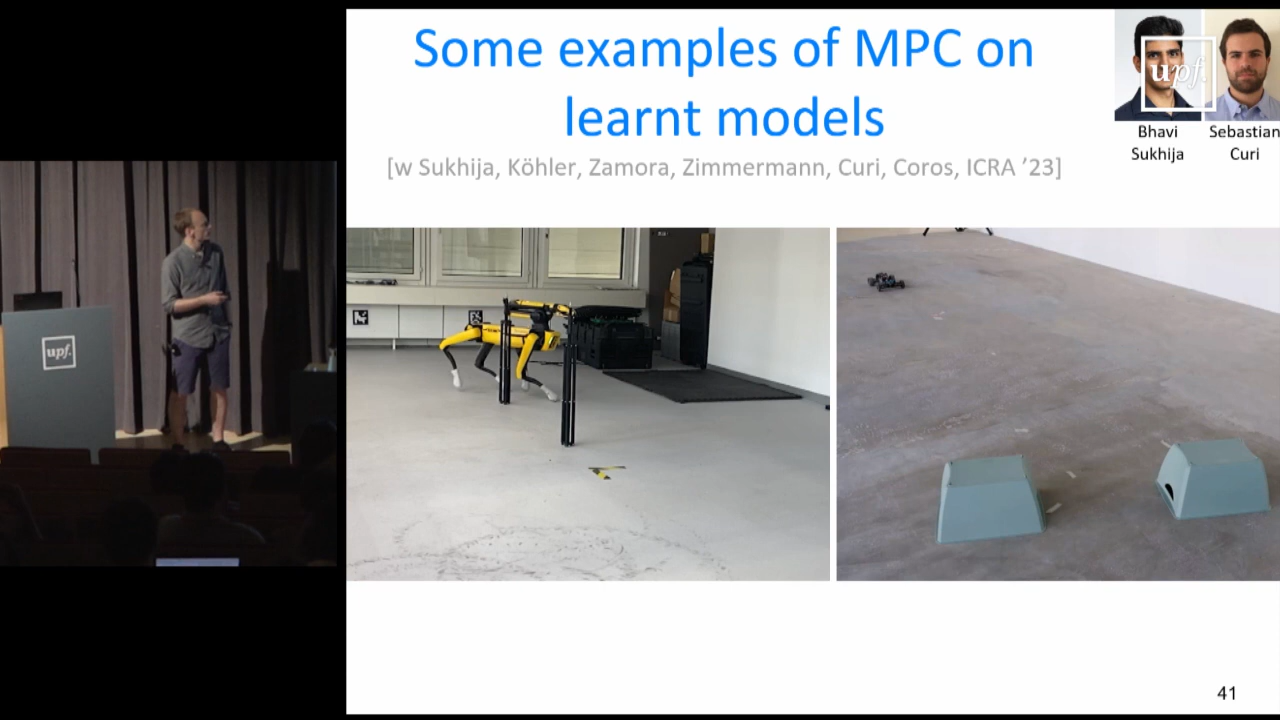 Some examples of MPC on
learnt models
[w Sukhija, Köhler, Zamora, Zimmermann, Curi, Coros, ICRA ’23]
upf.
Bhavi
Sukhija
Sebastian
Curi
upf.
41